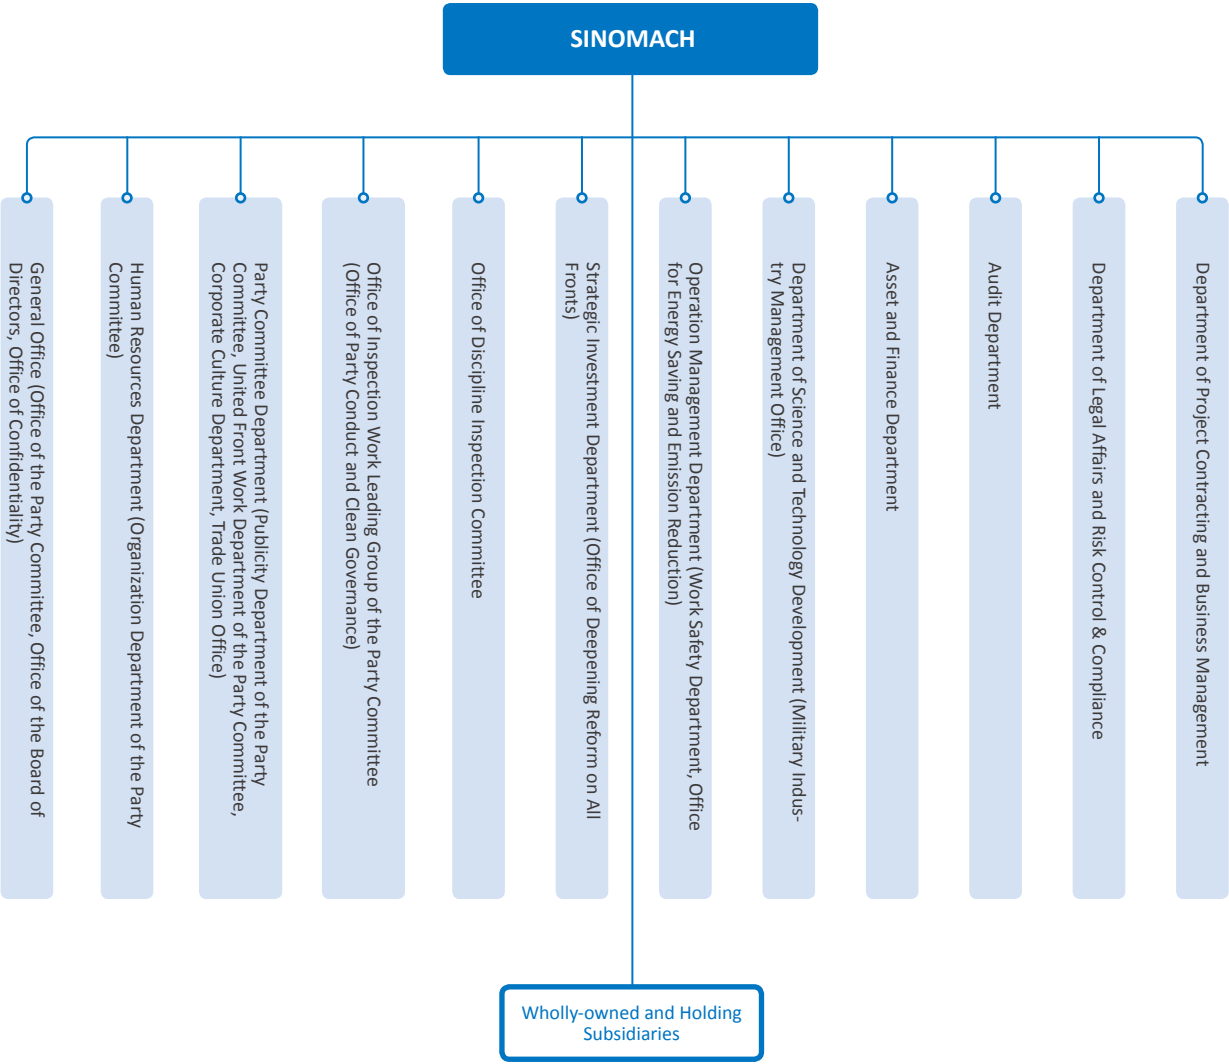 SINOMACH
General Office (Office of the Party Committee, Office of the Board of
Directors, Office of Confidentiality)
Human Resources Department (Organization Department of the Party
Committee)
Party Committee Department (Publicity Department of the Party
Committee, United Front Work Department of the Party Committee,
Corporate Culture Department, Trade Union Office)
Office of Inspection Work Leading Group of the Party Committee
(Office of Party Conduct and Clean Governance)
Office of Discipline Inspection Committee
Strategic Investment Department (Office of Deepening Reform on All
Fronts)
Operation Management Department (Work Safety Department, Office
for Energy Saving and Emission Reduction)
Department of Science and Technology Development (Military Indus-
try Management Office)
Asset and Finance Department
Audit Department
Department of Legal Affairs and Risk Control & Compliance
Department of Project Contracting and Business Management
Wholly-owned and Holding
Subsidiaries